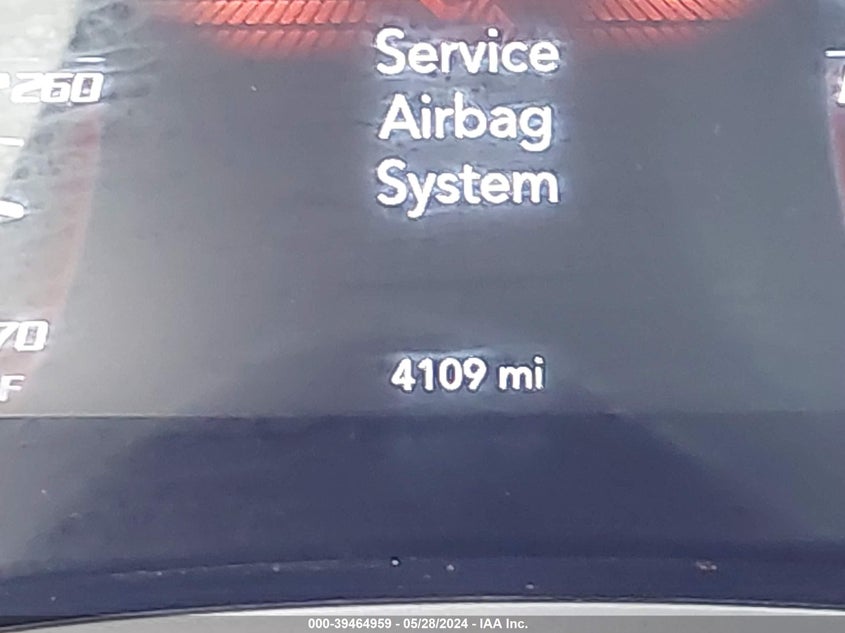 Service
260
Airbag
System
70
4109 mi
F
000-39464959 - 05/28/2024 - IAA Inc.